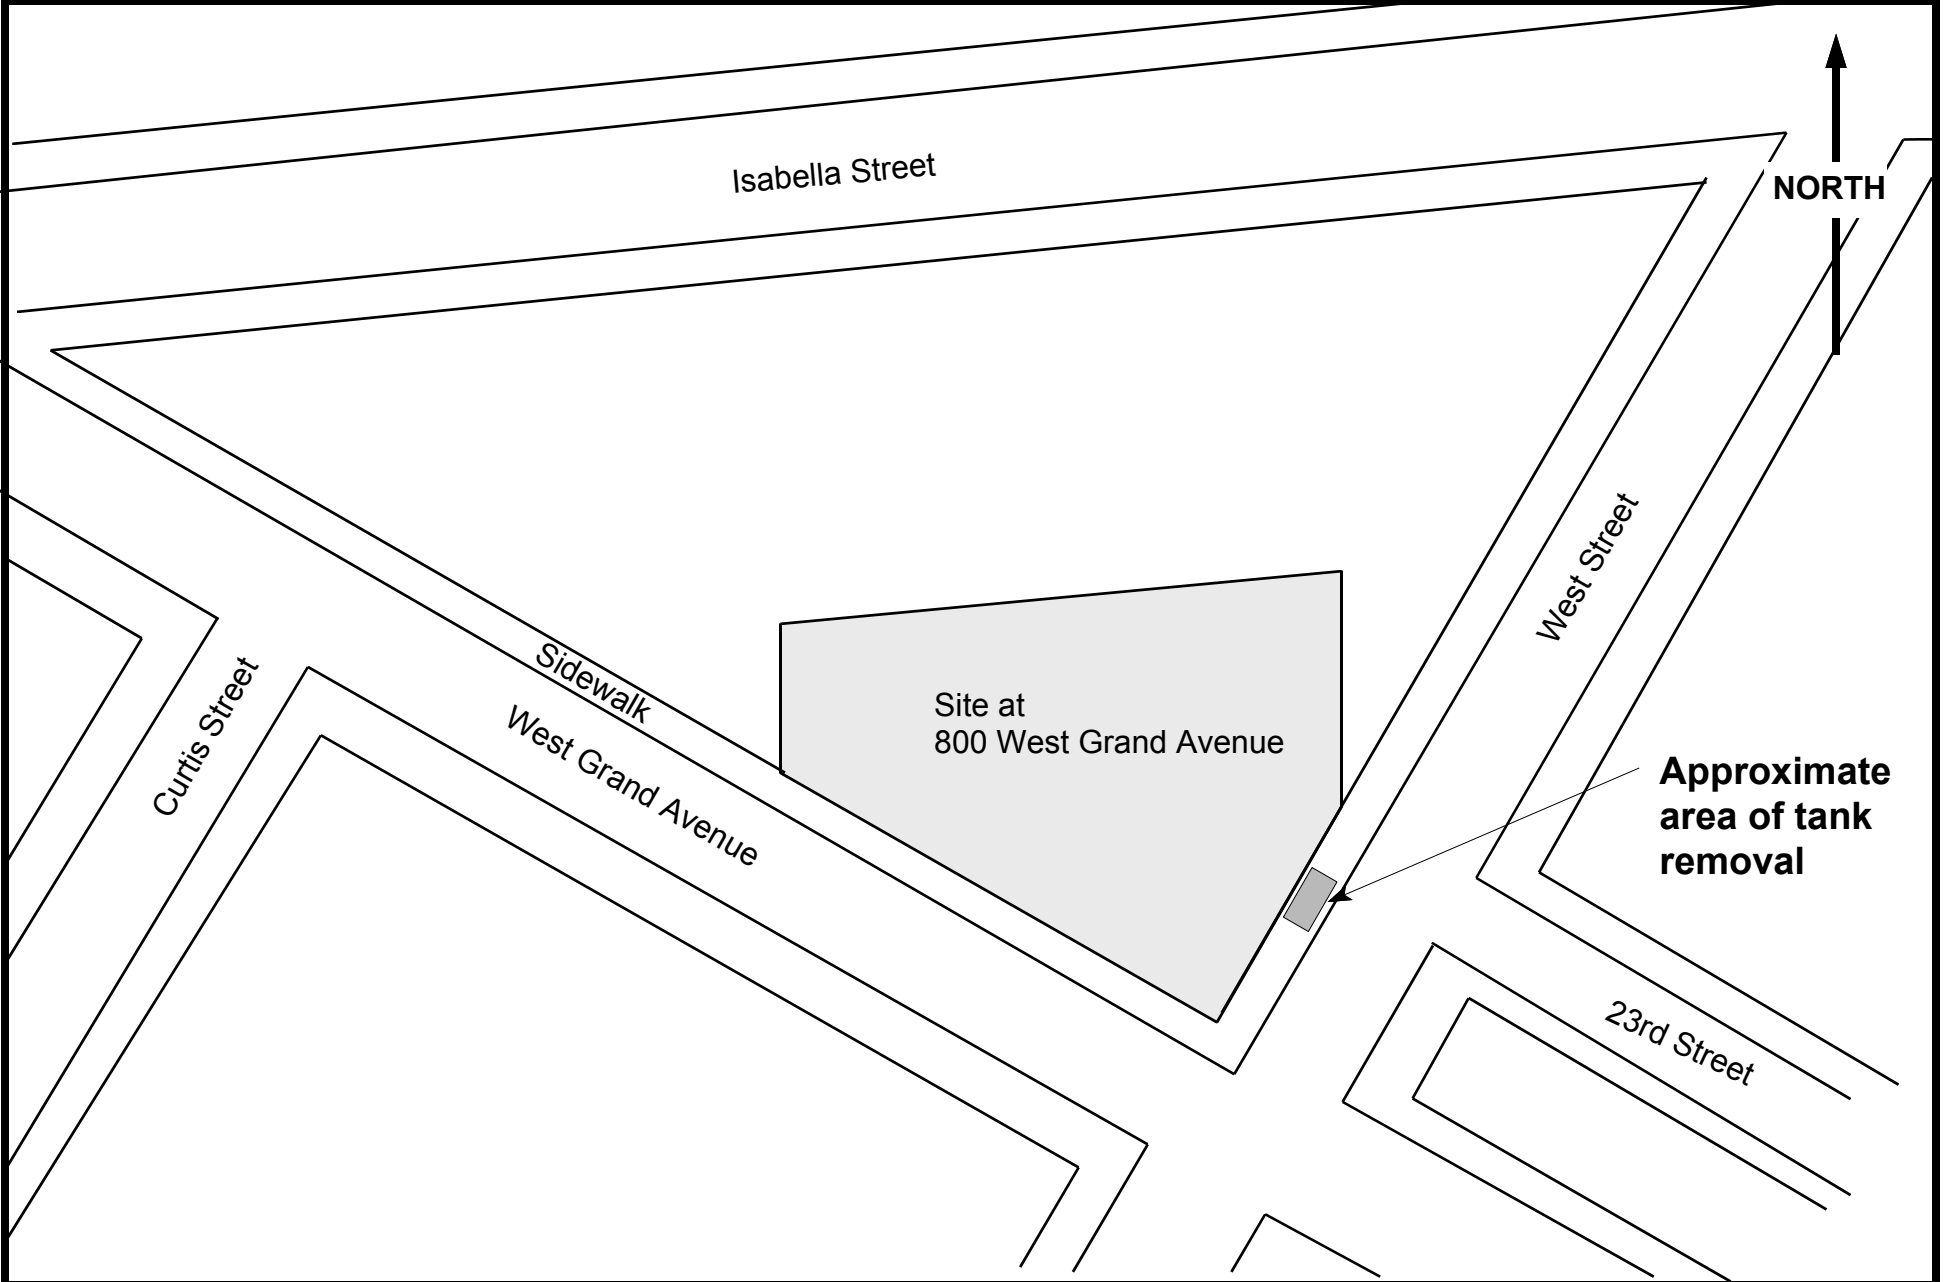 Isabella Street
NORTH
West Street
Sidewalk
West Grand Avenue
Curtis Street
Site at
800 West Grand Avenue
Approximate
area of tank
removal
23rd Street